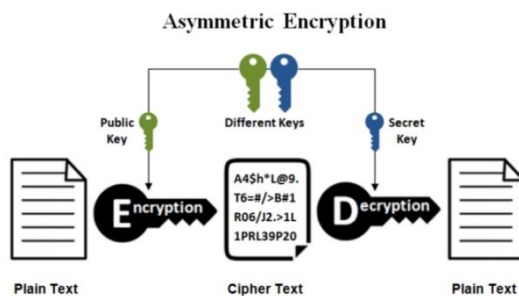 Asymmetric Encryption
Public
Key
Different Keys
Secret
Key
A4$h*L@9.
T6=#/>B#1
R06/J2.>1L
1PRL39P20
Encryption
Decryption
Plain Text
Cipher Text
Plain Text